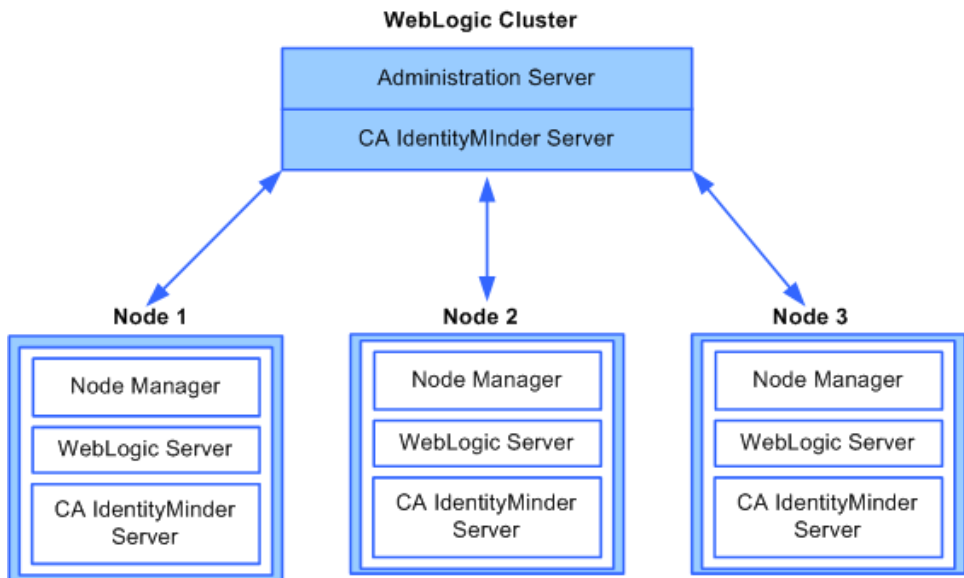 WebLogic Cluster
Administration Server
CA IdentityMInder Server
Node 1
Node Manager
WebLogic Server
CA IdentityMinder
Server
Node 2
Node Manager
WebLogic Server
CA IdentityMinder
Server
Node 3
Node Manager
WebLogic Server
CA IdentityMinder
Server